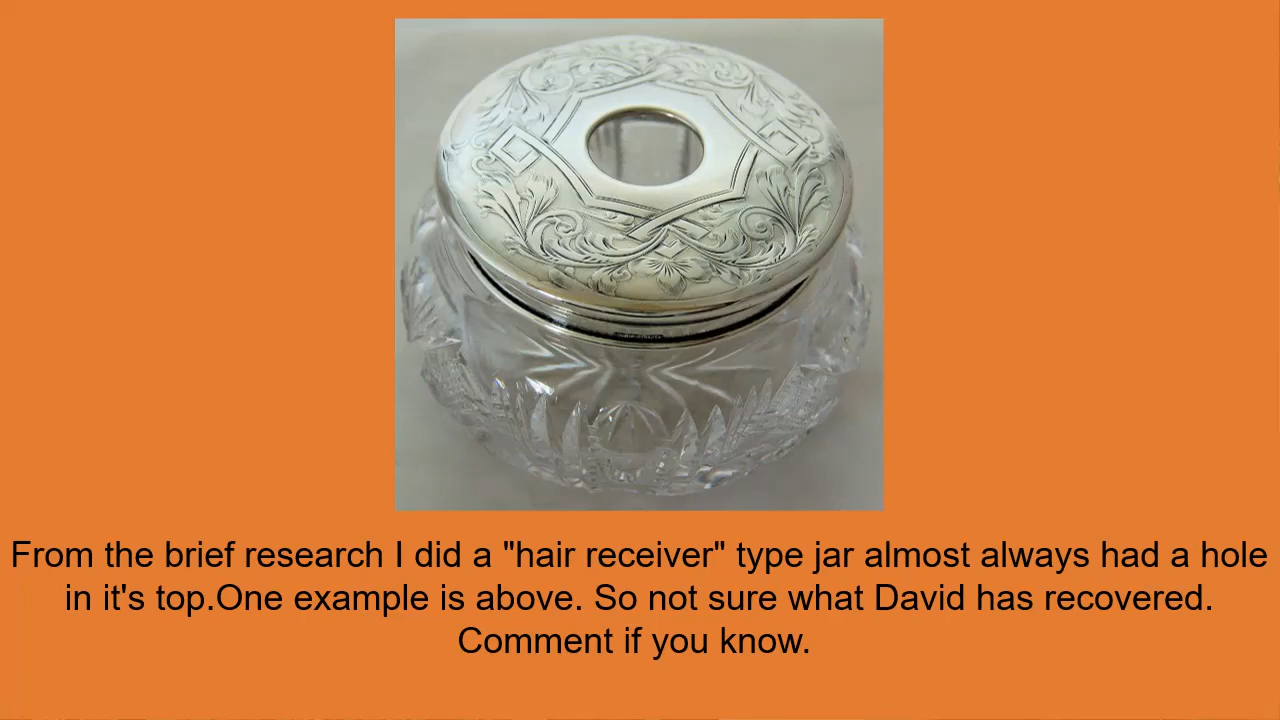 From the brief research I did a "hair receiver" type jar almost always had a hole
in it's top.One example is above. So not sure what David has recovered.
Comment if you know.